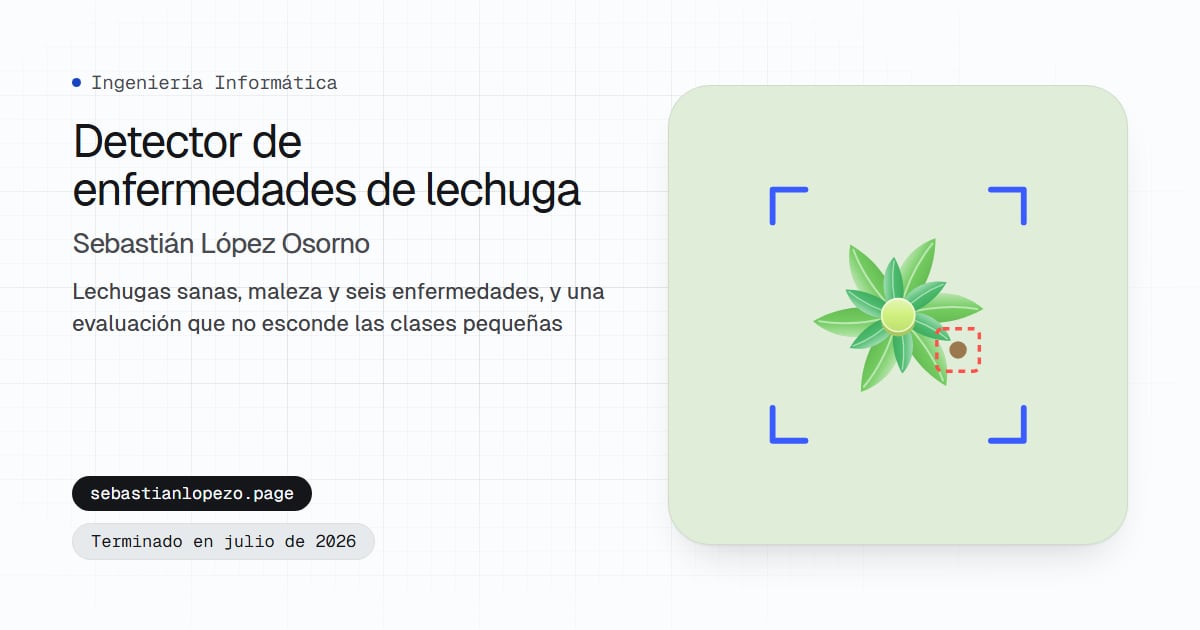 Ingeniería Informática
Detector de
enfermedades de lechuga
Sebastián López Osorno
Lechugas sanas, maleza y seis enfermedades, y una
evaluación que no esconde las clases pequeñas
sebastianlopezo.page
Terminado en julio de 2026